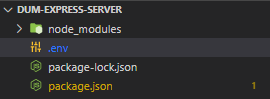 DUM-EXPRESS-SERVER
node_modules
.env
package-lock.json
package.json 1